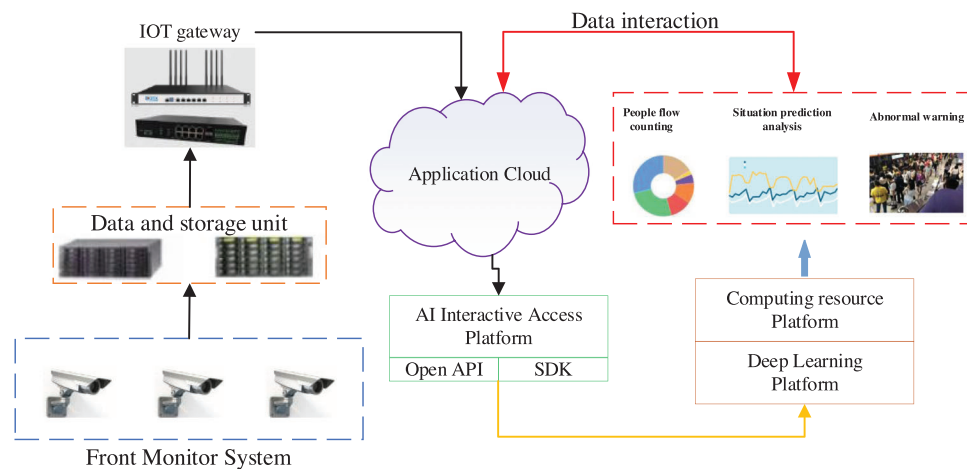 IOT gateway
Data interaction
People flow
counting
Situation prediction
analysis
Abnormal warning
Application Cloud
Data and storage unit
AI Interactive Access
Platform
Open API
SDK
Computing resource
Platform
Deep Learning
Platform
Front Monitor System